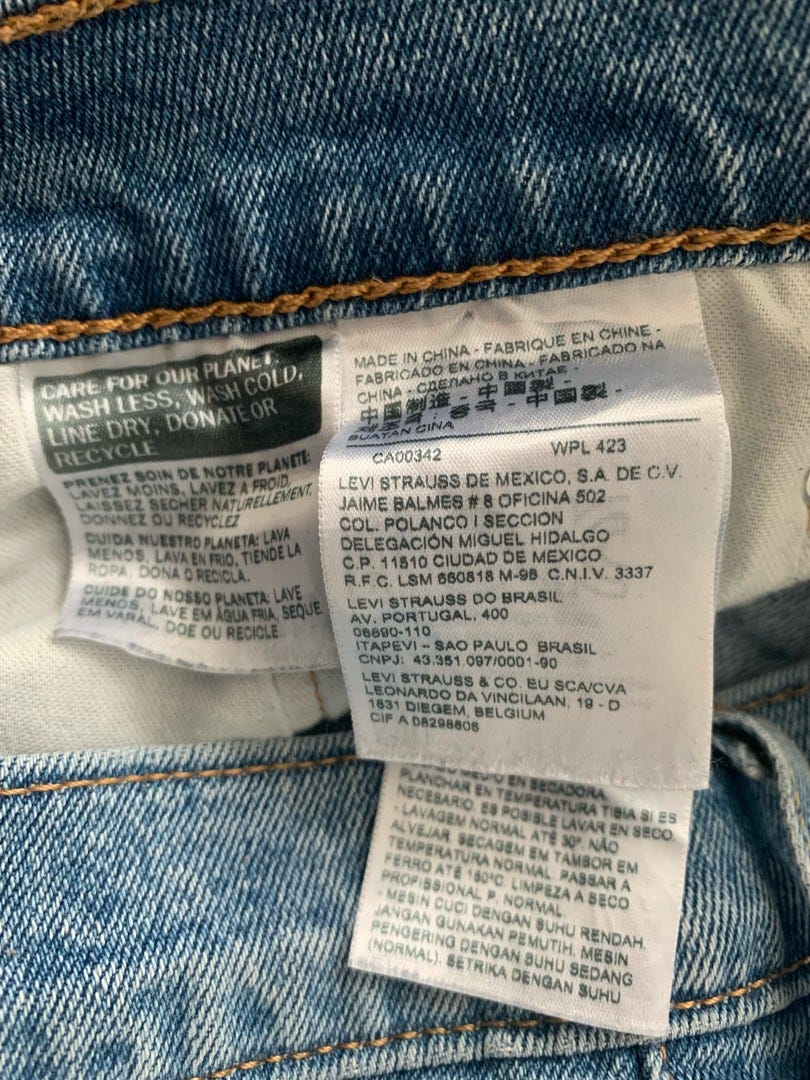 CARE FOR OUR PLANET.
WASH LESS, WASH COLD,
LINE DRY, DONATE OR
RECYCLE
PRENEZ SOIN DE NOTRE PLANETE:
LAVEZ MOINS, LAVEZ A FROID,
LAISSEZ SECHER NATURELLEMENT,
DONNEZ OU RECYCLEZ
CUIDA NUESTRO PLANETA: LAVA
MENOS, LAVA EN FRIO, TIENDE LA
ROPA, DONA O RECICLA.
CUIDE DO NOSSO PLANETA: LAVE
MENOS, LAVE EM ÁGUA FRIA, SEQUE
EM VARAL, DOE OU RECICLE
MADE IN CHINA - FABRIQUE EN CHINE -
FABRICADO EN CHINA - FABRICADO NA
CHINA - СДЕЛАНО В КИТАЕ -
中國製造 - 中國製 -
BUATAN CINA
CA00342 WPL 423
LEVI STRAUSS DE MEXICO, S.A. DE C.V.
JAIME BALMES # 8 OFICINA 502
COL. POLANCO I SECCION
DELEGACIÓN MIGUEL HIDALGO
C.P. 11510 CIUDAD DE MEXICO
R.F.C. LSM 860818 M-98 C.N.I.V. 3337
LEVI STRAUSS DO BRASIL
AV. PORTUGAL, 400
06690-110
ITAPEVI - SAO PAULO BRASIL
CNPJ: 43.351.097/0001-90
LEVI STRAUSS & CO. EU SCA/CVA
LEONARDO DA VINCILAAN, 19 - D
1831 DIEGEM, BELGIUM
CIF A 08298806
MEDIO EN SECADORA
PLANCHAR EN TEMPERATURA TIBIA SI ES
NECESARIO. ES POSIBLE LAVAR EN SECO.
- LAVAGEM NORMAL ATÉ 30°. NÃO
ALVEJAR. SECAGEM EM TAMBOR EM
TEMPERATURA NORMAL. PASSAR A
FERRO ATÉ 150°C. LIMPEZA A SECO
PROFISSIONAL P. NORMAL.
- MESIN CUCI DENGAN SUHU RENDAH.
JANGAN GUNAKAN PEMUTIH. MESIN
PENGERING DENGAN SUHU SEDANG
(NORMAL). SETRIKA DENGAN SUHU